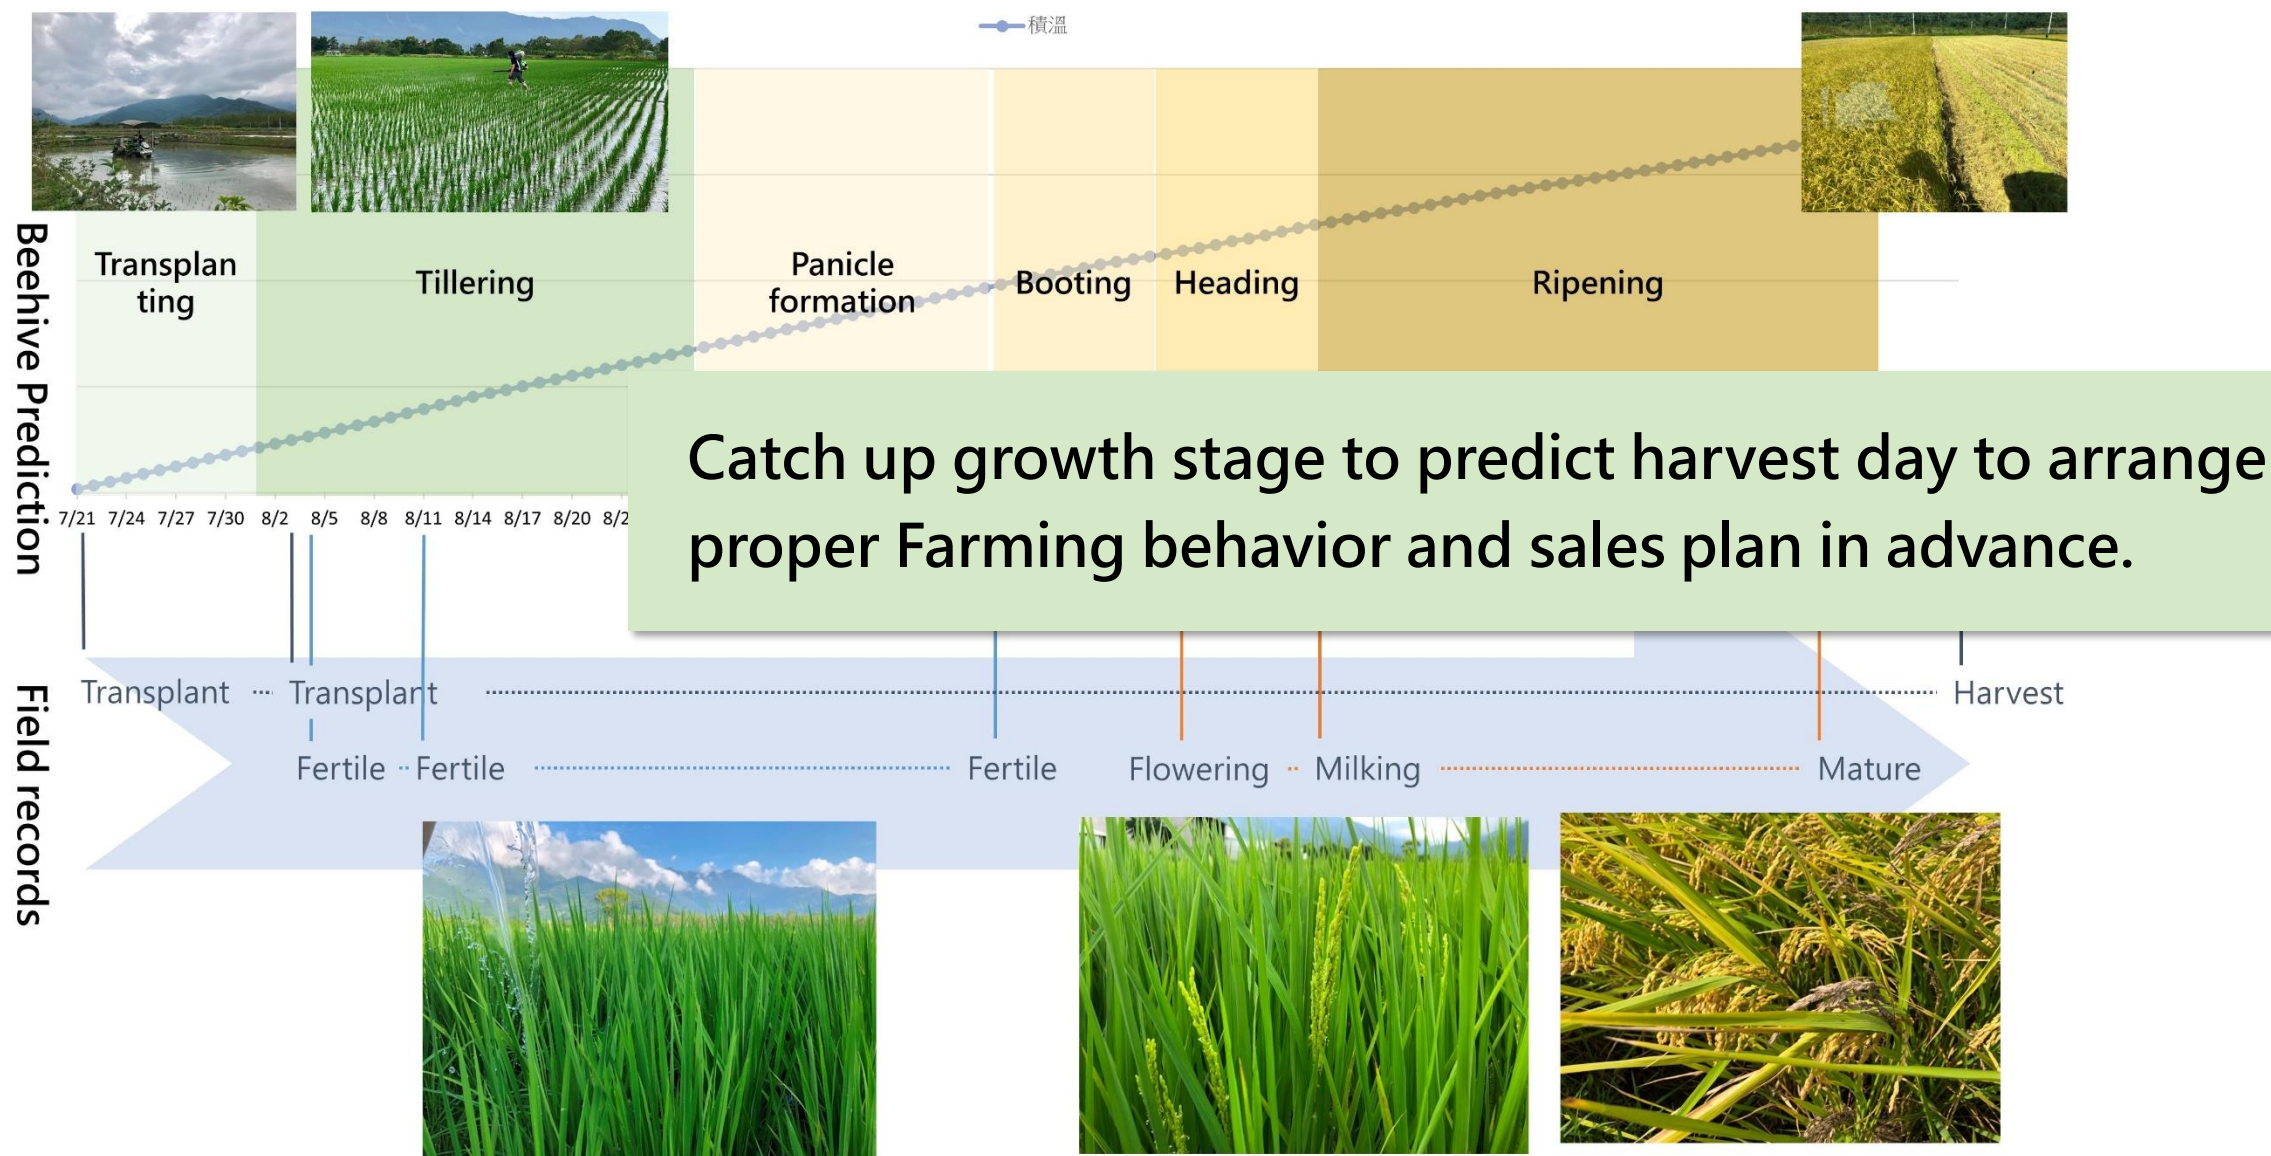 積溫
Beehive Prediction
Transplan
ting
Tillering
Panicle
formation
Booting
Heading
Ripening
7/21 7/24 7/27 7/30 8/2 8/5 8/8 8/11 8/14 8/17 8/20
Catch up growth stage to predict harvest day to arrange
proper Farming behavior and sales plan in advance.
Field records
Transplant
Transplant
Harvest
Fertile
Fertile
Fertile
Flowering
Milking
Mature